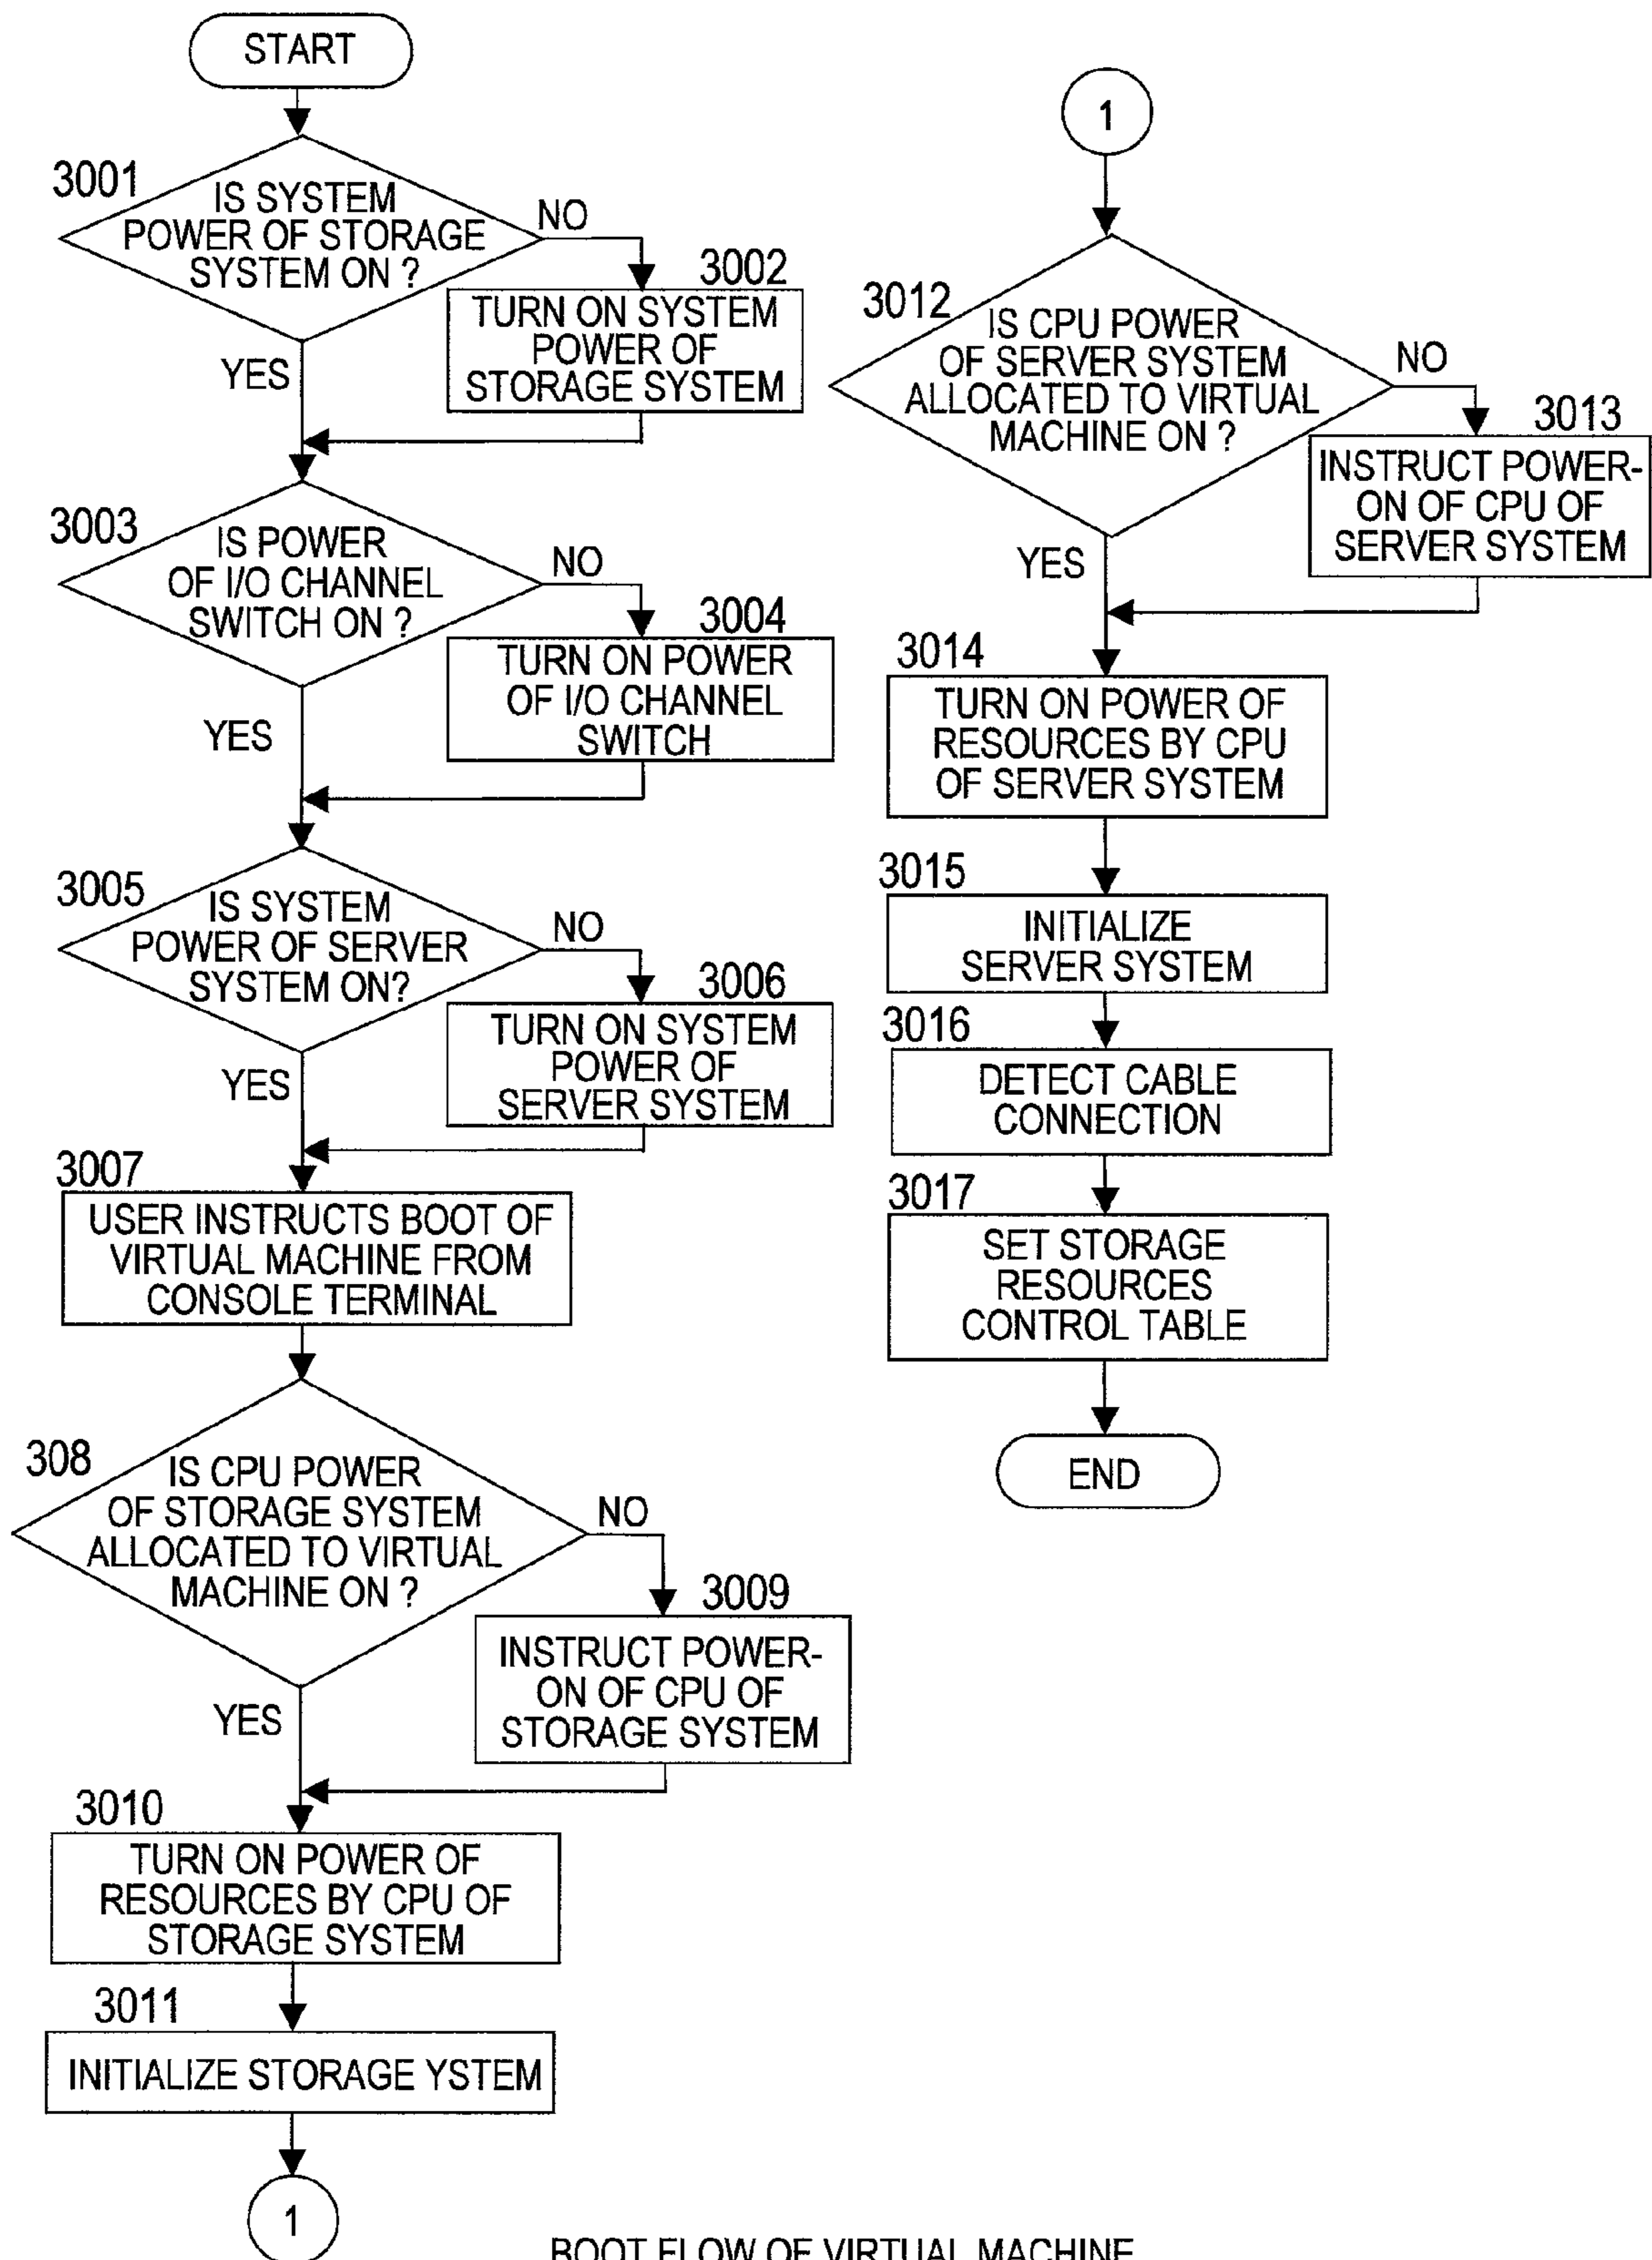 START
3001
IS SYSTEM
POWER OF STORAGE
SYSTEM ON ?
NO
YES
3002
TURN ON SYSTEM
POWER OF
STORAGE SYSTEM
3003
IS POWER
OF I/O CHANNEL
SWITCH ON ?
NO
YES
3004
TURN ON POWER
OF I/O CHANNEL
SWITCH
3005
IS SYSTEM
POWER OF SERVER
SYSTEM ON?
NO
YES
3006
TURN ON SYSTEM
POWER OF
SERVER SYSTEM
3007
USER INSTRUCTS BOOT OF
VIRTUAL MACHINE FROM
CONSOLE TERMINAL
308
IS CPU POWER
OF STORAGE SYSTEM
ALLOCATED TO VIRTUAL
MACHINE ON ?
NO
YES
3009
INSTRUCT POWER-
ON OF CPU OF
STORAGE SYSTEM
3010
TURN ON POWER OF
RESOURCES BY CPU OF
STORAGE SYSTEM
3011
INITIALIZE STORAGE YSTEM
1
1
3012
IS CPU POWER
OF SERVER SYSTEM
ALLOCATED TO VIRTUAL
MACHINE ON ?
NO
YES
3013
INSTRUCT POWER-
ON OF CPU OF
SERVER SYSTEM
3014
TURN ON POWER OF
RESOURCES BY CPU
OF SERVER SYSTEM
3015
INITIALIZE
SERVER SYSTEM
3016
DETECT CABLE
CONNECTION
3017
SET STORAGE
RESOURCES
CONTROL TABLE
END
BOOT FLOW OF VIRTUAL MACHINE